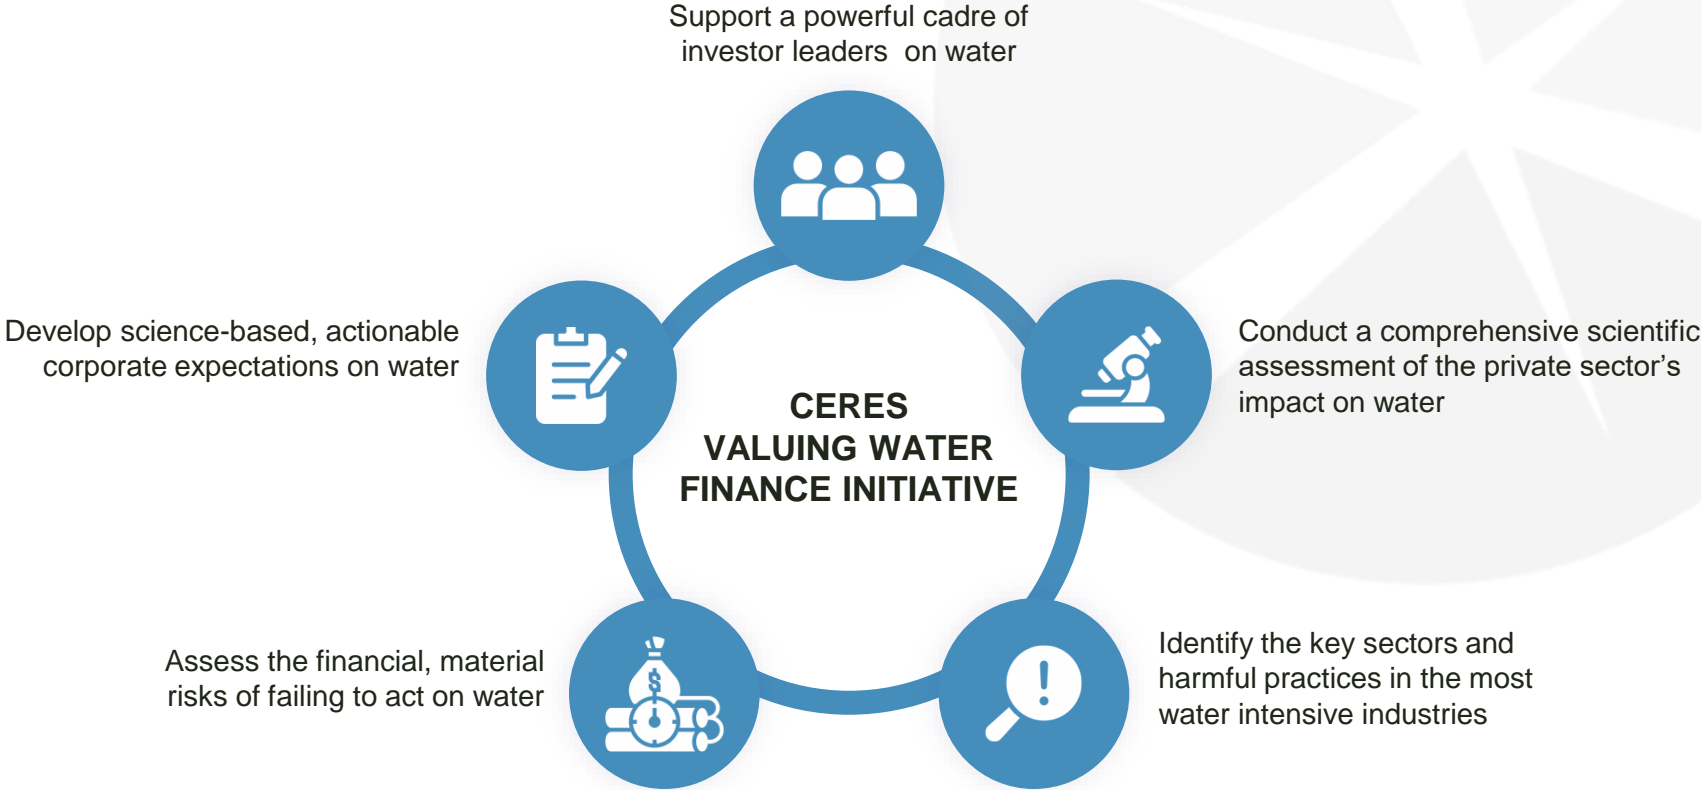 Support a powerful cadre of
investor leaders  on water
Develop science-based, actionable
corporate expectations on water
Conduct a comprehensive scientific
assessment of the private sector’s
impact on water
CERES
VALUING WATER
FINANCE INITIATIVE
Assess the financial, material
risks of failing to act on water
Identify the key sectors and
harmful practices in the most
water intensive industries